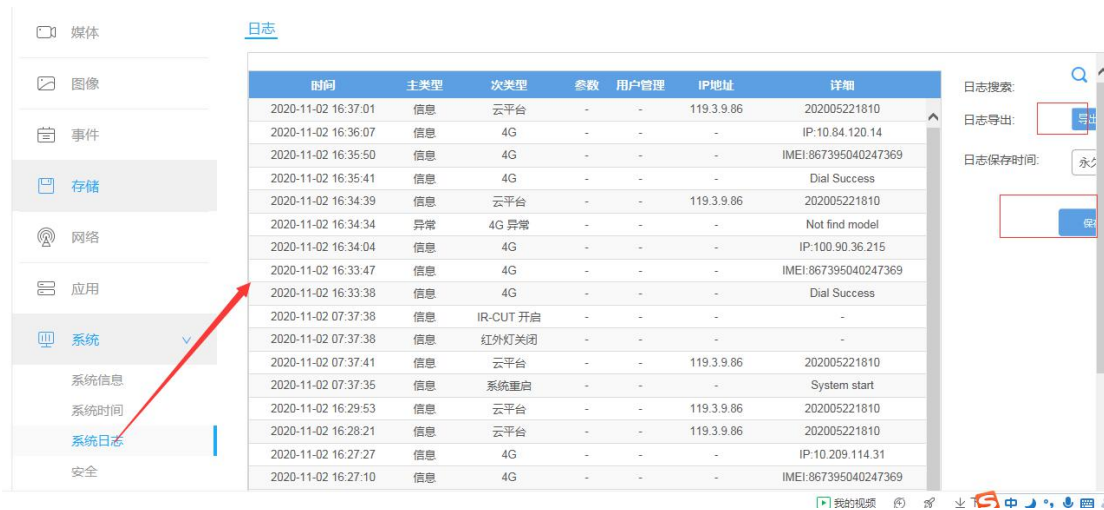 媒体
图像
事件
存储
网络
应用
系统
系统信息
系统时间
系统日志
安全
日志
时间 主类型 次类型 参数 用户管理 IP地址 详细
2020-11-02 16:37:01 信息 云平台 - - 119.3.9.86 202005221810
2020-11-02 16:36:07 信息 4G - - - IP:10.84.120.14
2020-11-02 16:35:50 信息 4G - - - IMEI:867395040247369
2020-11-02 16:35:41 信息 4G - - - Dial Success
2020-11-02 16:34:39 信息 云平台 - - 119.3.9.86 202005221810
2020-11-02 16:34:34 异常 4G 异常 - - - Not find model
2020-11-02 16:34:04 信息 4G - - - IP:100.90.36.215
2020-11-02 16:33:47 信息 4G - - - IMEI:867395040247369
2020-11-02 16:33:38 信息 4G - - - Dial Success
2020-11-02 07:37:38 信息 IR-CUT 开启 - - - -
2020-11-02 07:37:38 信息 红外灯关闭 - - - -
2020-11-02 07:37:41 信息 云平台 - - 119.3.9.86 202005221810
2020-11-02 07:37:35 信息 系统重启 - - - System start
2020-11-02 16:29:53 信息 云平台 - - 119.3.9.86 202005221810
2020-11-02 16:28:21 信息 云平台 - - 119.3.9.86 202005221810
2020-11-02 16:27:27 信息 4G - - - IP:10.209.114.31
2020-11-02 16:27:10 信息 4G - - - IMEI:867395040247369
日志搜索:
日志导出: 导出
日志保存时间: 永久
保存
我的视频 下 中